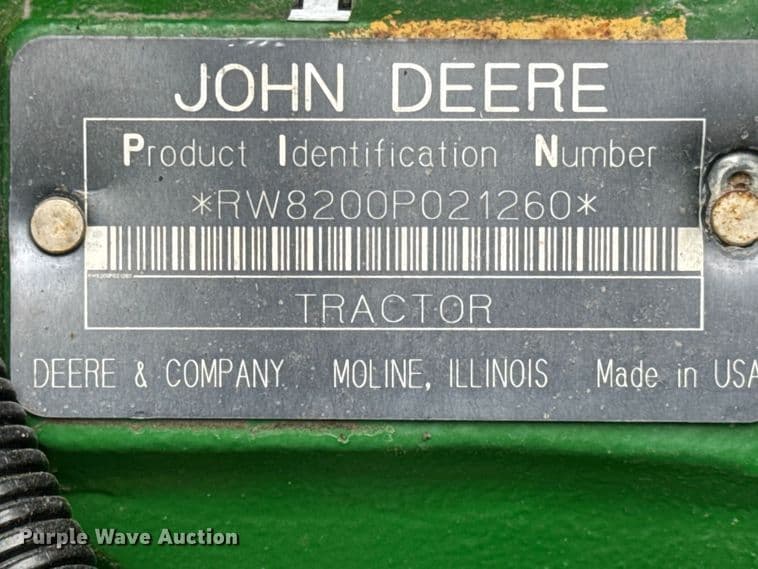 JOHN DEERE
Product Identification Number
*RW8200P021260*
TRACTOR
DEERE & COMPANY MOLINE, ILLINOIS Made in USA
Purple Wave Auction